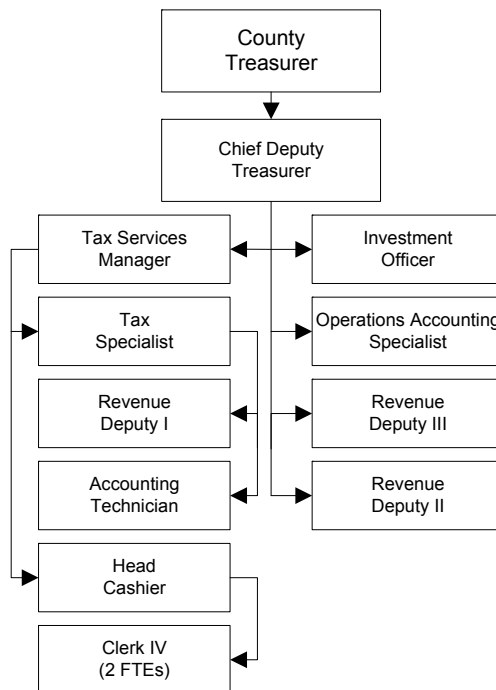 County
Treasurer
Chief Deputy
Treasurer
Tax Services
Manager
Investment
Officer
Tax
Specialist
Operations Accounting
Specialist
Revenue
Deputy I
Revenue
Deputy III
Accounting
Technician
Revenue
Deputy II
Head
Cashier
Clerk IV
(2 FTEs)